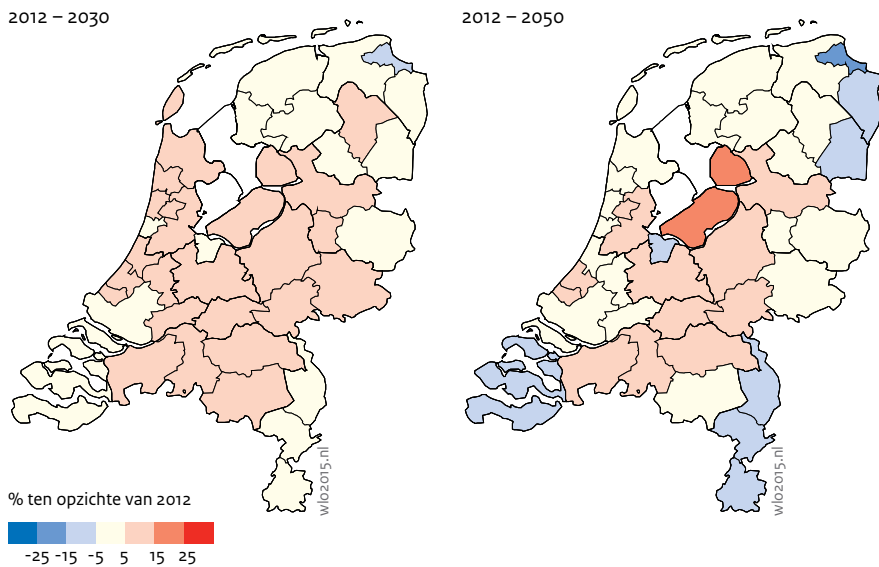 2012 – 2030
2012 – 2050
wlo2015.nl
wlo2015.nl
% ten opzichte van 2012
-25 -15 -5 5 15 25